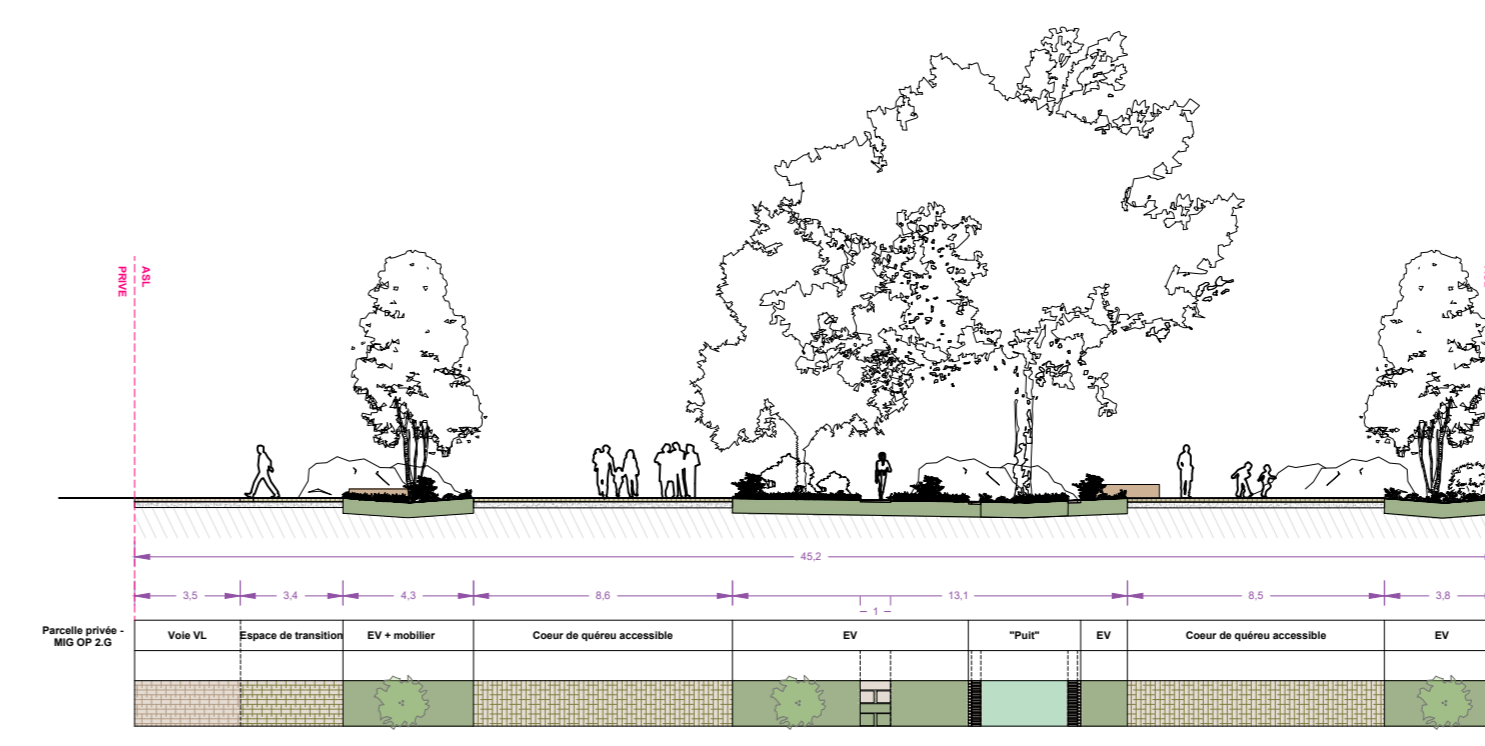 PRIVE
ASL
45,2
3,5
3,4
4,3
8,6
13,1
8,5
3,8
1
Parcelle privée -
MIG OP 2.G
Voie VL
Espace de transition
EV + mobilier
Coeur de quéreu accessible
EV
"Puit"
EV
Coeur de quéreu accessible
EV